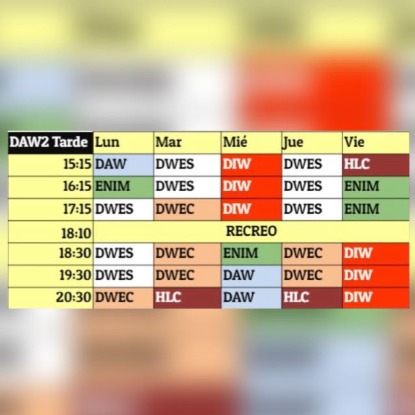 DAW2 Tarde Lun Mar Mié Jue Vie
15:15 DAW DWES DIW DWES HLC
16:15 ENIM DWES DIW DWES ENIM
17:15 DWES DWEC DIW DWES ENIM
18:10 RECREO
18:30 DWES DWEC ENIM DWEC DIW
19:30 DWES DWEC DAW DWEC DIW
20:30 DWEC HLC DAW HLC DIW